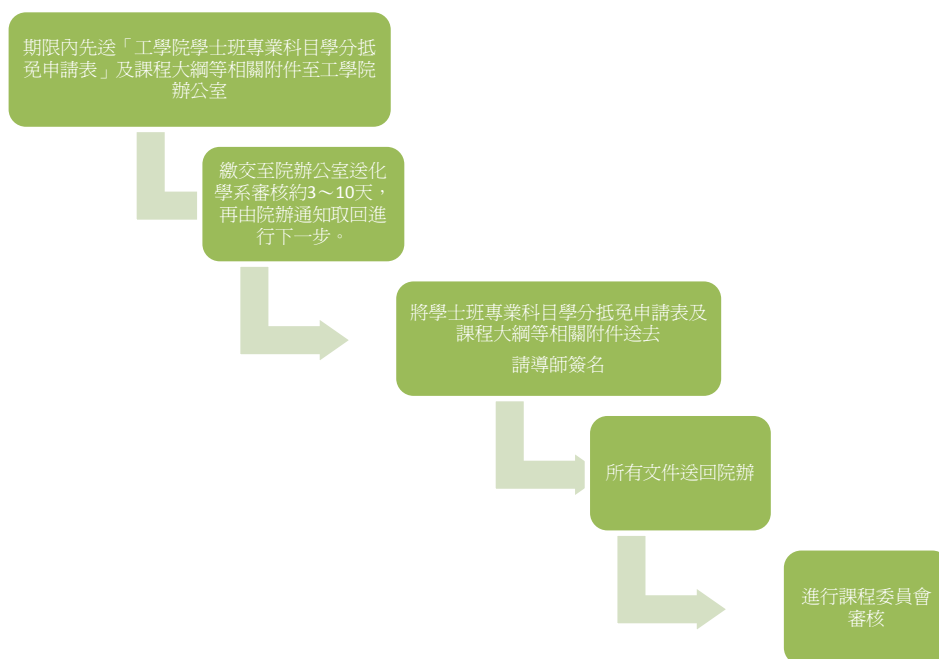 期限內先送「工學院學士班專業科目學分抵
免申請表」及課程大綱等相關附件至工學院
辦公室
繳交至院辦公室送化
學系審核約3～10天，
再由院辦通知取回進
行下一步。
將學士班專業科目學分抵免申請表及
課程大綱等相關附件送去
請導師簽名
所有文件送回院辦
進行課程委員會
審核